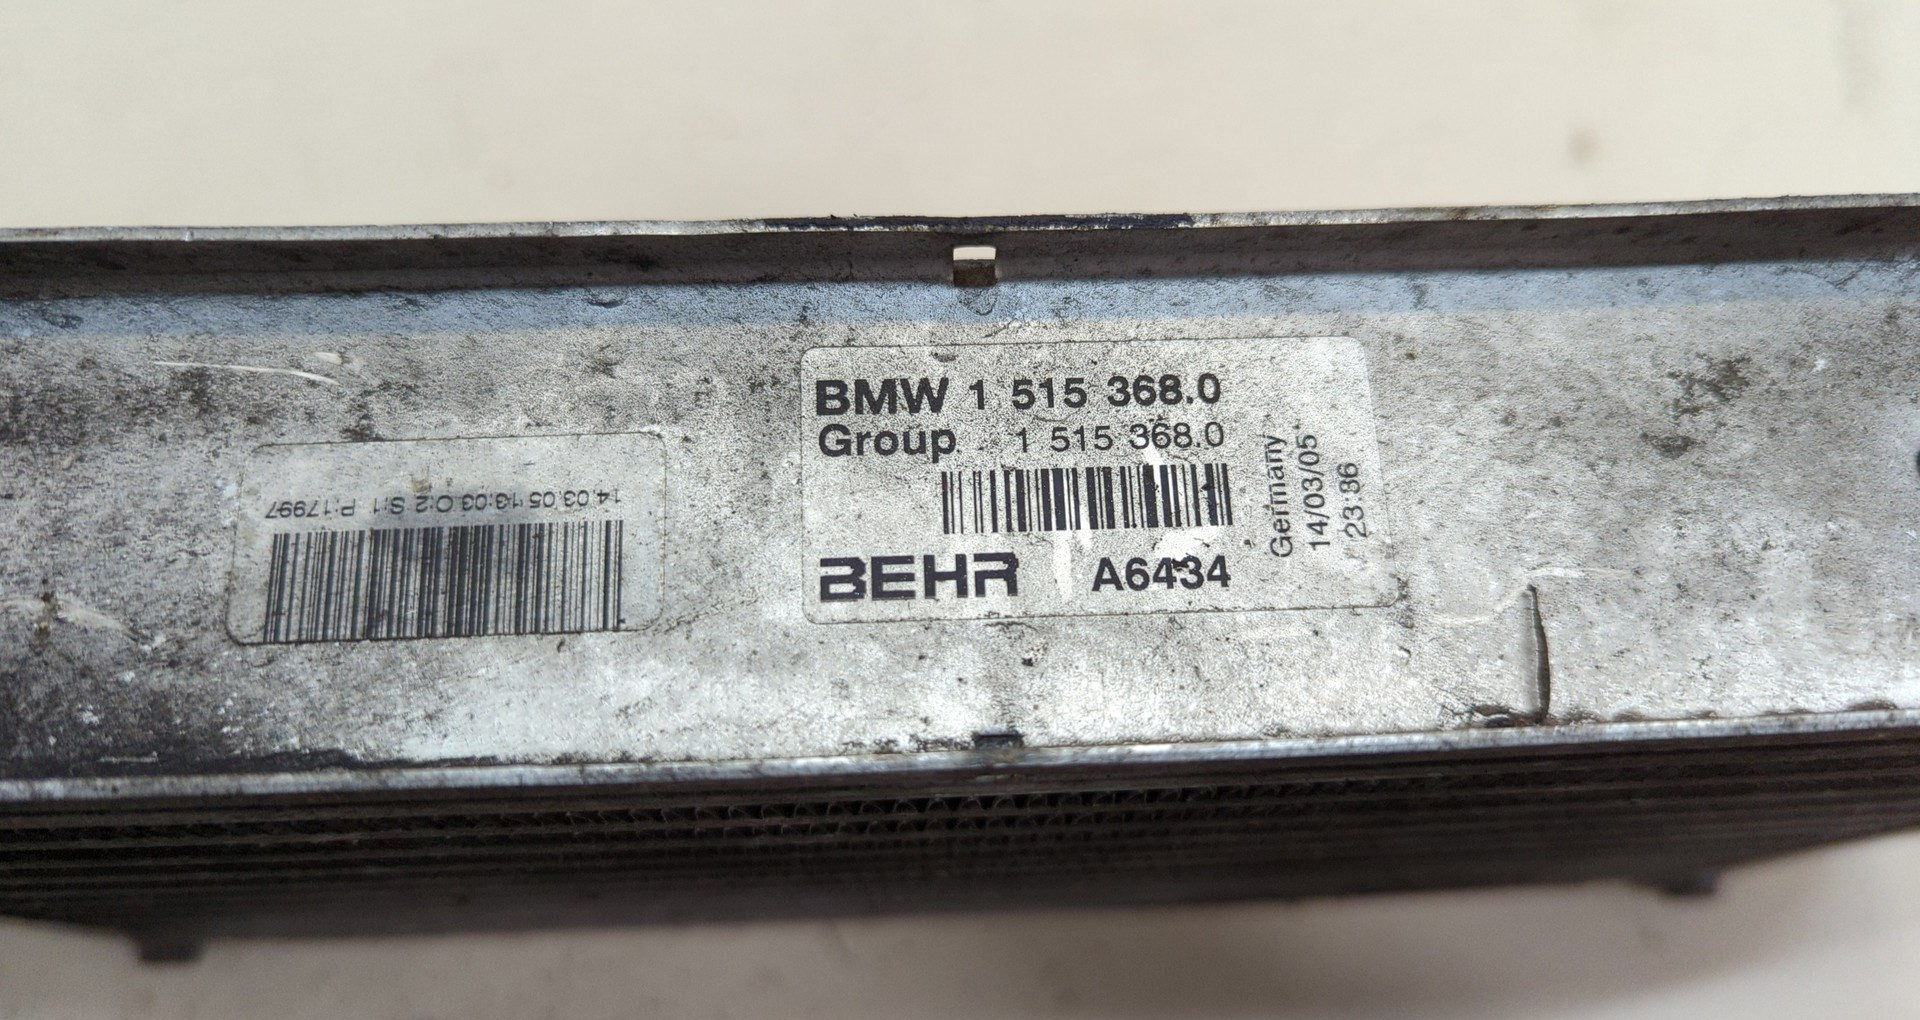 14.03.05 13:03 O:2 S:1 P:17997
BMW 1 515 368.0
Group 1 515 368.0
BEHR A6434
Germany
14/03/05
23:86